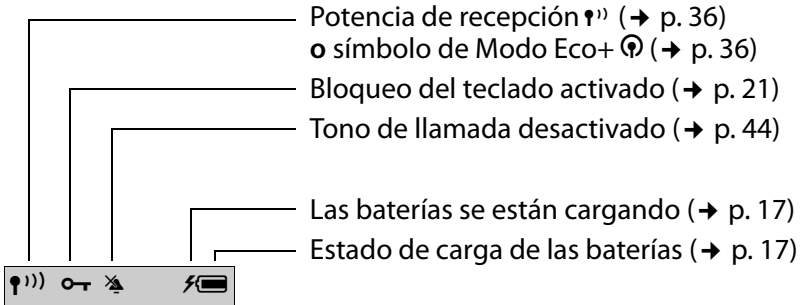 Potencia de recepción (➔ p. 36)
o símbolo de Modo Eco+ (➔ p. 36)
Bloqueo del teclado activado (➔ p. 21)
Tono de llamada desactivado (➔ p. 44)
Las baterías se están cargando (➔ p. 17)
Estado de carga de las baterías (➔ p. 17)